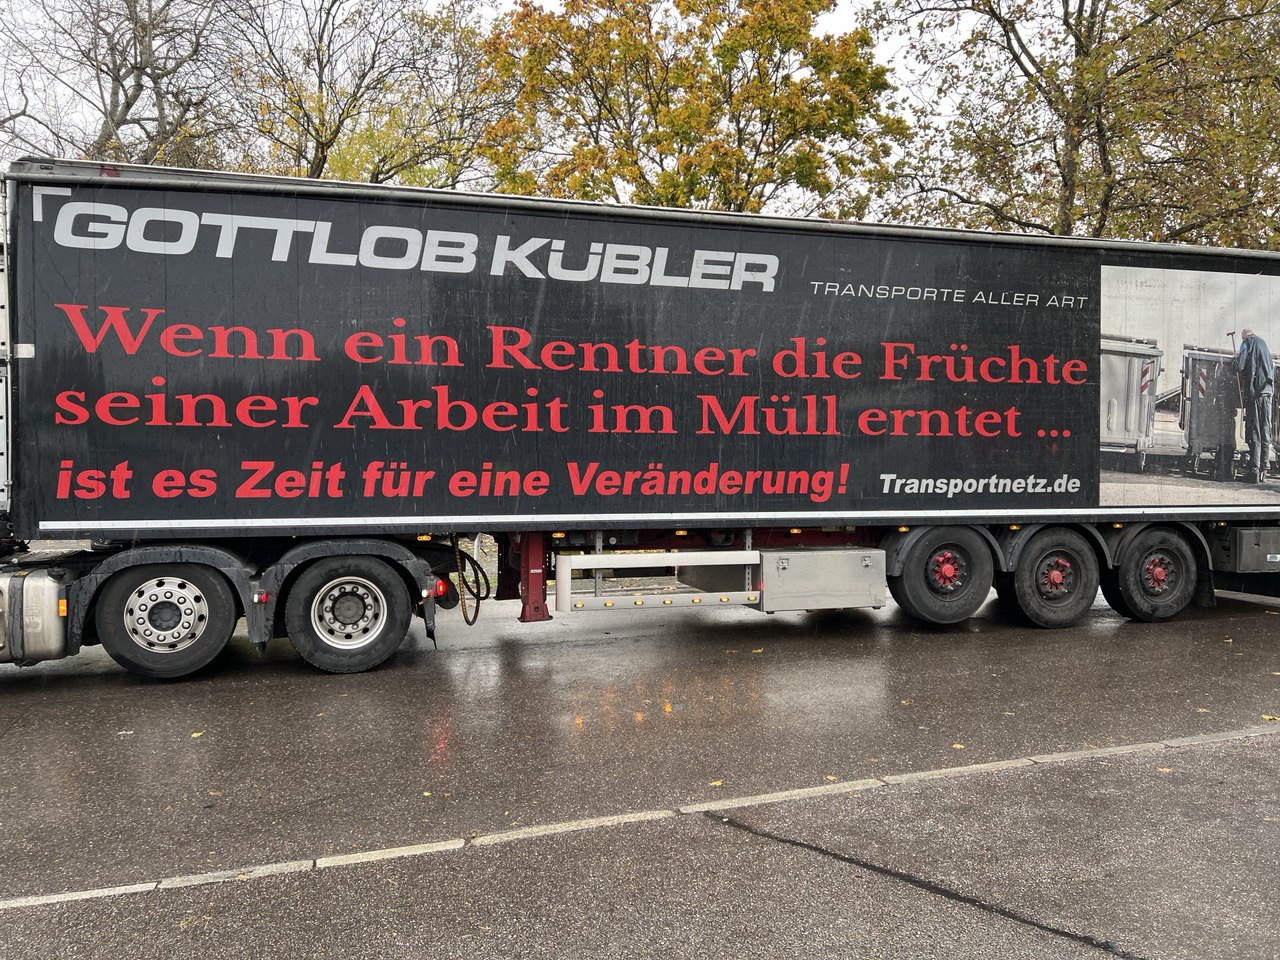 GOTTLOB KÜBLER
TRANSPORTE ALLER ART
Wenn ein Rentner die Früchte
seiner Arbeit im Müll erntet ...
ist es Zeit für eine Veränderung!
Transportnetz.de